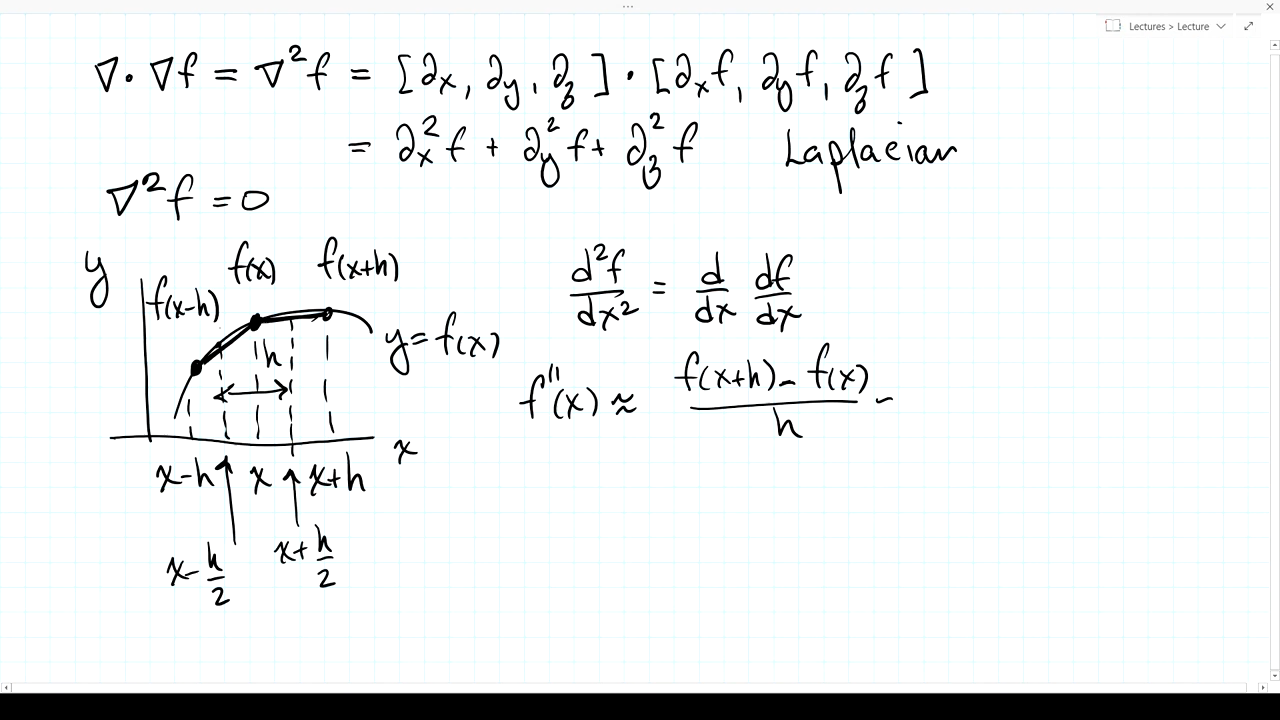 Lectures > Lecture
∇ · ∇f = ∇²f = [∂x, ∂y, ∂z] · [∂xf, ∂yf, ∂zf]
= ∂x²f + ∂y²f + ∂z²f Laplacian
∇²f = 0
y f(x-h) f(x) f(x+h)
h y = f(x)
x
x-h x x+h
x - h/2 x + h/2
d²f/dx² = d/dx df/dx
f''(x) ≈ f(x+h) - f(x) / h -